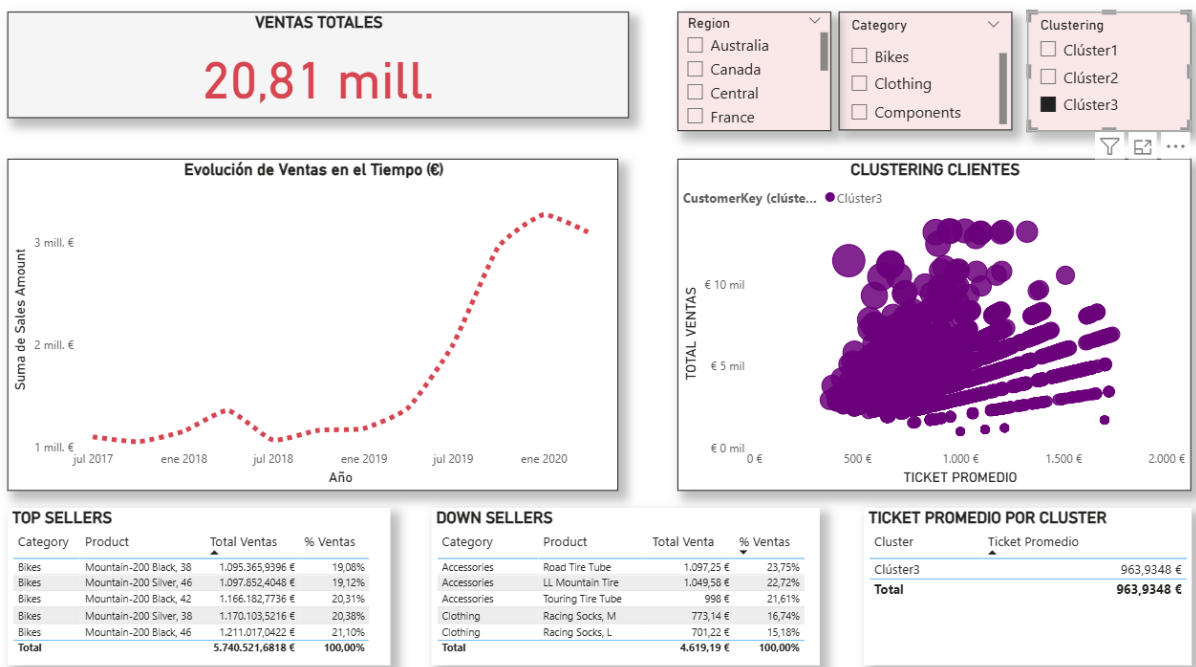 VENTAS TOTALES
20,81 mill.
Region
Australia
Canada
Central
France
Category
Bikes
Clothing
Components
Clustering
Clúster1
Clúster2
Clúster3
Evolución de Ventas en el Tiempo (€)
Suma de Sales Amount
3 mill. €
2 mill. €
1 mill. €
jul 2017 ene 2018 jul 2018 ene 2019 jul 2019 ene 2020
Año
CLUSTERING CLIENTES
CustomerKey (clúste... Clúster3
TOTAL VENTAS
€ 10 mil
€ 5 mil
€ 0 mil
0 € 500 € 1.000 € 1.500 € 2.000 €
TICKET PROMEDIO
TOP SELLERS
Category Product Total Ventas % Ventas
Bikes Mountain-200 Black, 38 1.095.365,9396 € 19,08%
Bikes Mountain-200 Silver, 46 1.097.852,4048 € 19,12%
Bikes Mountain-200 Black, 42 1.166.182,7736 € 20,31%
Bikes Mountain-200 Silver, 38 1.170.103,5216 € 20,38%
Bikes Mountain-200 Black, 46 1.211.017,0422 € 21,10%
Total 5.740.521,6818 € 100,00%
DOWN SELLERS
Category Product Total Venta % Ventas
Accessories Road Tire Tube 1.097,25 € 23,75%
Accessories LL Mountain Tire 1.049,58 € 22,72%
Accessories Touring Tire Tube 998 € 21,61%
Clothing Racing Socks, M 773,14 € 16,74%
Clothing Racing Socks, L 701,22 € 15,18%
Total 4.619,19 € 100,00%
TICKET PROMEDIO POR CLUSTER
Cluster Ticket Promedio
Clúster3 963,9348 €
Total 963,9348 €